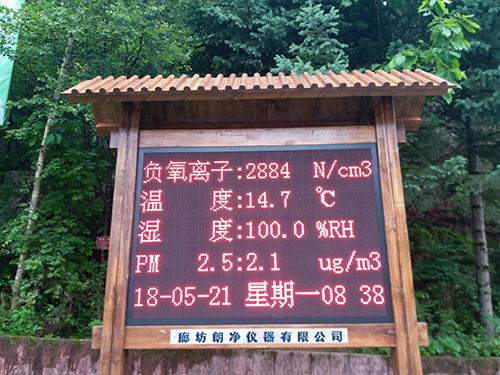 负氧离子:2884 N/cm3
温 度:14.7 ℃
湿 度:100.0 %RH
PM 2.5:2.1 ug/m3
18-05-21 星期一08 38
廊坊朗净仪器有限公司